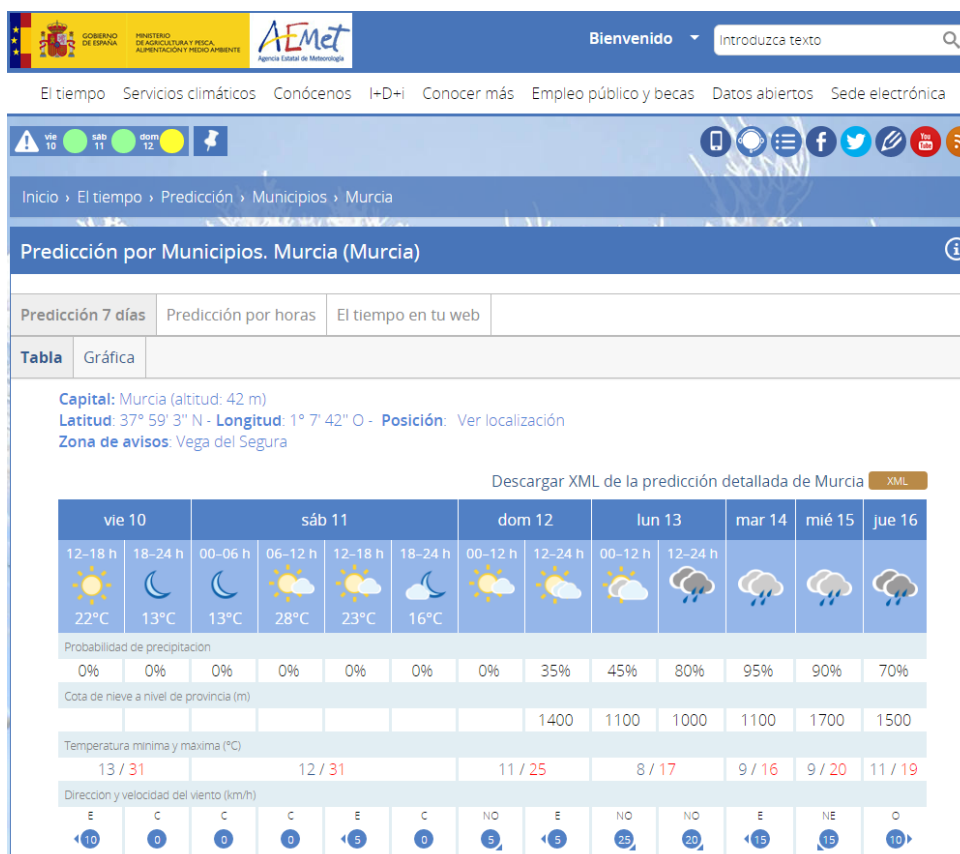 GOBIERNO
DE ESPAÑA
MINISTERIO
DE AGRICULTURA Y PESCA,
ALIMENTACIÓN Y MEDIO AMBIENTE
AEMet
Agencia Estatal de Meteorología
Bienvenido
Introduzca texto
El tiempo Servicios climáticos Conócenos I+D+i Conocer más Empleo público y becas Datos abiertos Sede electrónica
vie 10 sáb 11 dom 12
You Tube
Inicio › El tiempo › Predicción › Municipios › Murcia
Predicción por Municipios. Murcia (Murcia)
Predicción 7 días Predicción por horas El tiempo en tu web
Tabla Gráfica
Capital: Murcia (altitud: 42 m)
Latitud: 37° 59' 3'' N - Longitud: 1° 7' 42'' O - Posición: Ver localización
Zona de avisos: Vega del Segura
Descargar XML de la predicción detallada de Murcia XML
vie 10 sáb 11 dom 12 lun 13 mar 14 mié 15 jue 16
12–18 h 18–24 h 00–06 h 06–12 h 12–18 h 18–24 h 00–12 h 12–24 h 00–12 h 12–24 h
22°C 13°C 13°C 28°C 23°C 16°C
Probabilidad de precipitación
0% 0% 0% 0% 0% 0% 0% 35% 45% 80% 95% 90% 70%
Cota de nieve a nivel de provincia (m)
1400 1100 1000 1100 1700 1500
Temperatura mínima y máxima (°C)
13 / 31 12 / 31 11 / 25 8 / 17 9 / 16 9 / 20 11 / 19
Dirección y velocidad del viento (km/h)
E C C C E C NO E NO NO E NE O
10 0 0 0 5 0 5 5 25 20 15 15 10